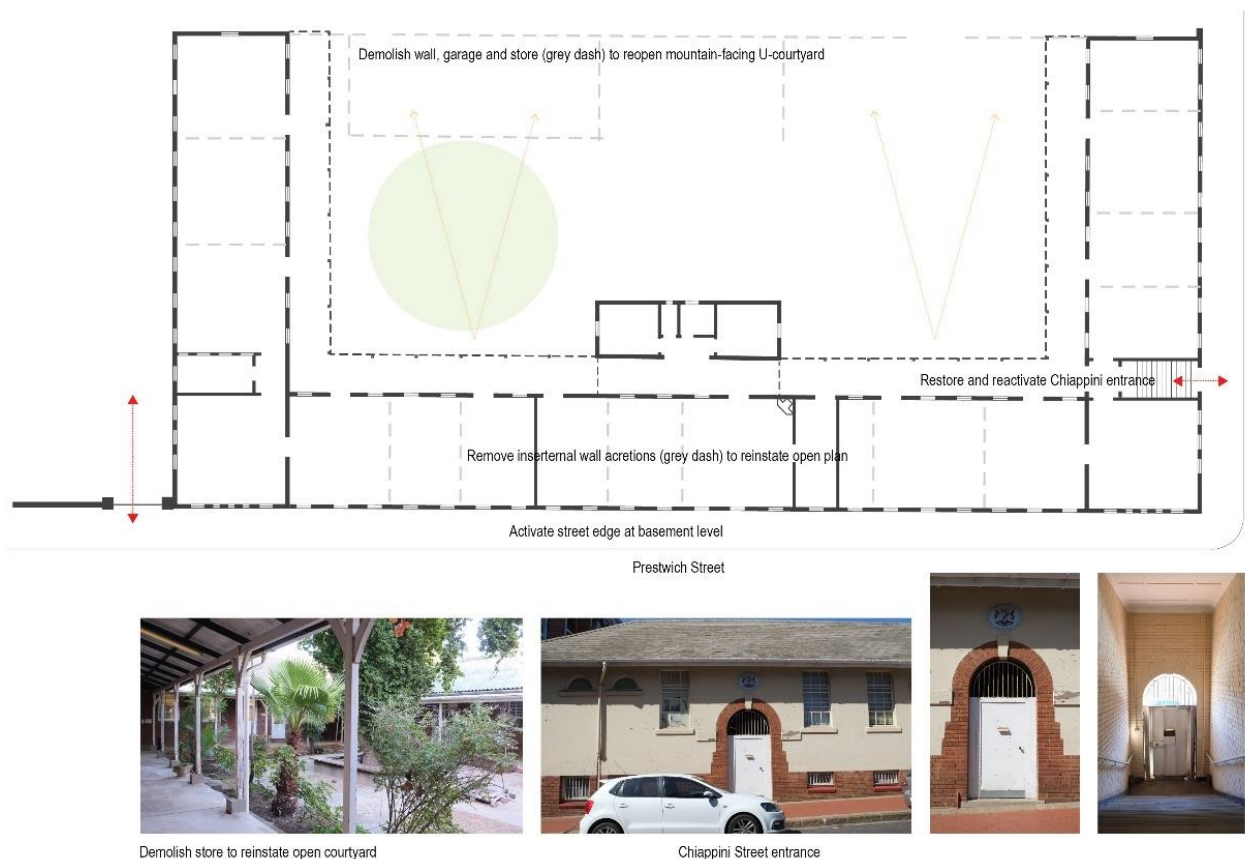 Demolish wall, garage and store (grey dash) to reopen mountain-facing U-courtyard
Restore and reactivate Chiappini entrance
Remove inserternal wall acretions (grey dash) to reinstate open plan
Activate street edge at basement level
Prestwich Street
Demolish store to reinstate open courtyard
Chiappini Street entrance